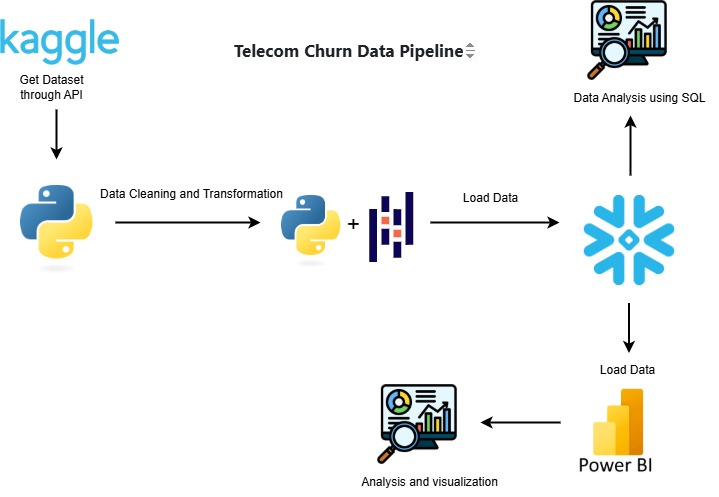 kaggle
Telecom Churn Data Pipeline
Get Dataset
through API
Data Analysis using SQL
Data Cleaning and Transformation
+
Load Data
Load Data
Power BI
Analysis and visualization